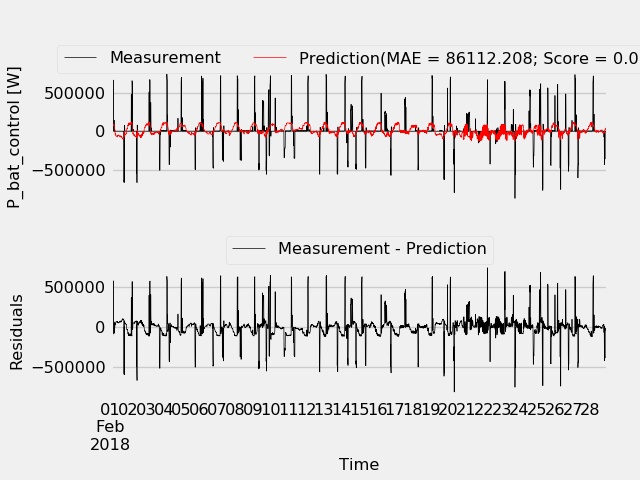 Measurement Prediction(MAE = 86112.208; Score = 0.0
P_bat_control [W]
500000
0
−500000
Measurement - Prediction
Residuals
500000
0
−500000
01020304050607080910111213141516171819202122232425262728
Feb
2018
Time